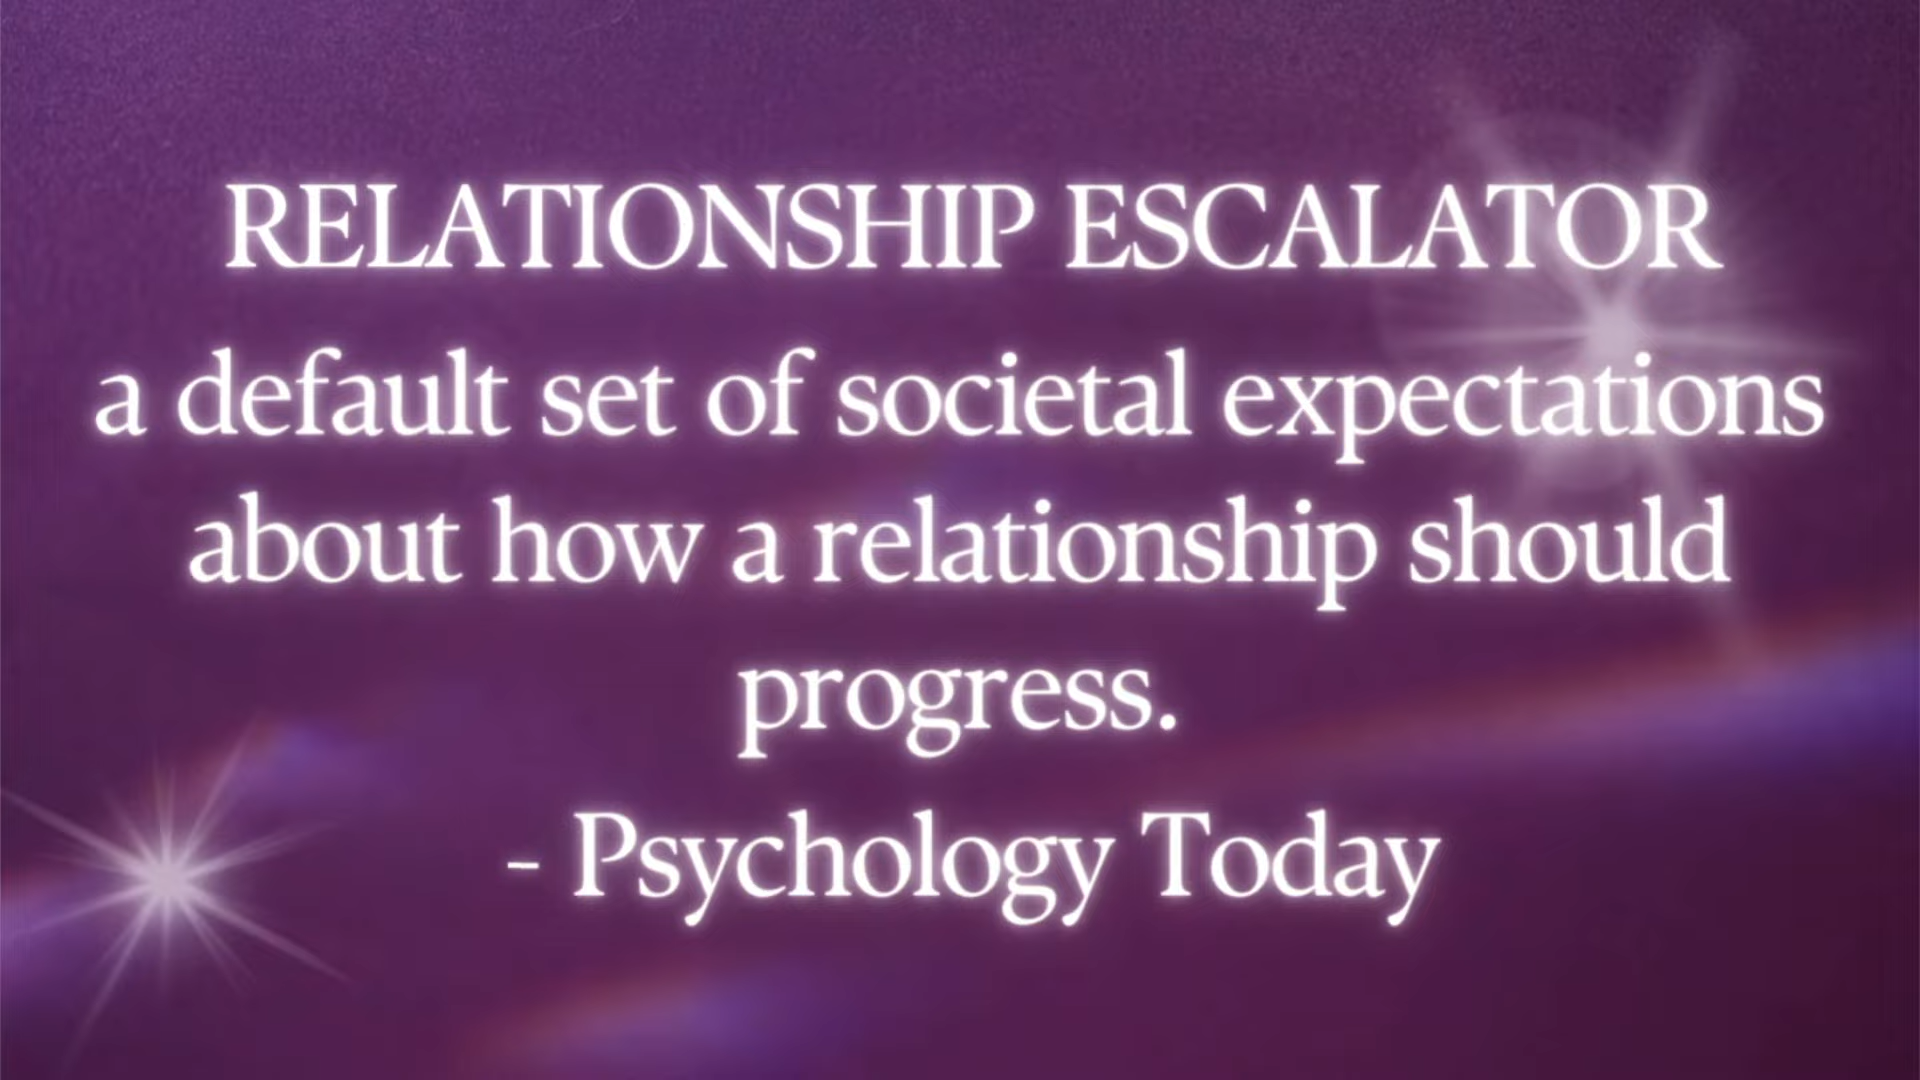 RELATIONSHIP ESCALATOR
a default set of societal expectations
about how a relationship should
progress.
- Psychology Today